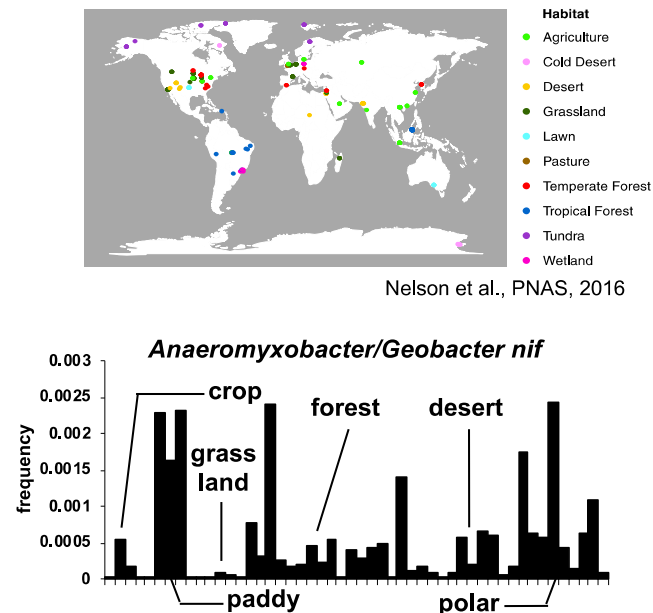 Habitat
Agriculture
Cold Desert
Desert
Grassland
Lawn
Pasture
Temperate Forest
Tropical Forest
Tundra
Wetland
Nelson et al., PNAS, 2016
Anaeromyxobacter/Geobacter nif
frequency
0.003
0.0025
0.002
0.0015
0.001
0.0005
0
crop
grass
land
forest
desert
paddy
polar